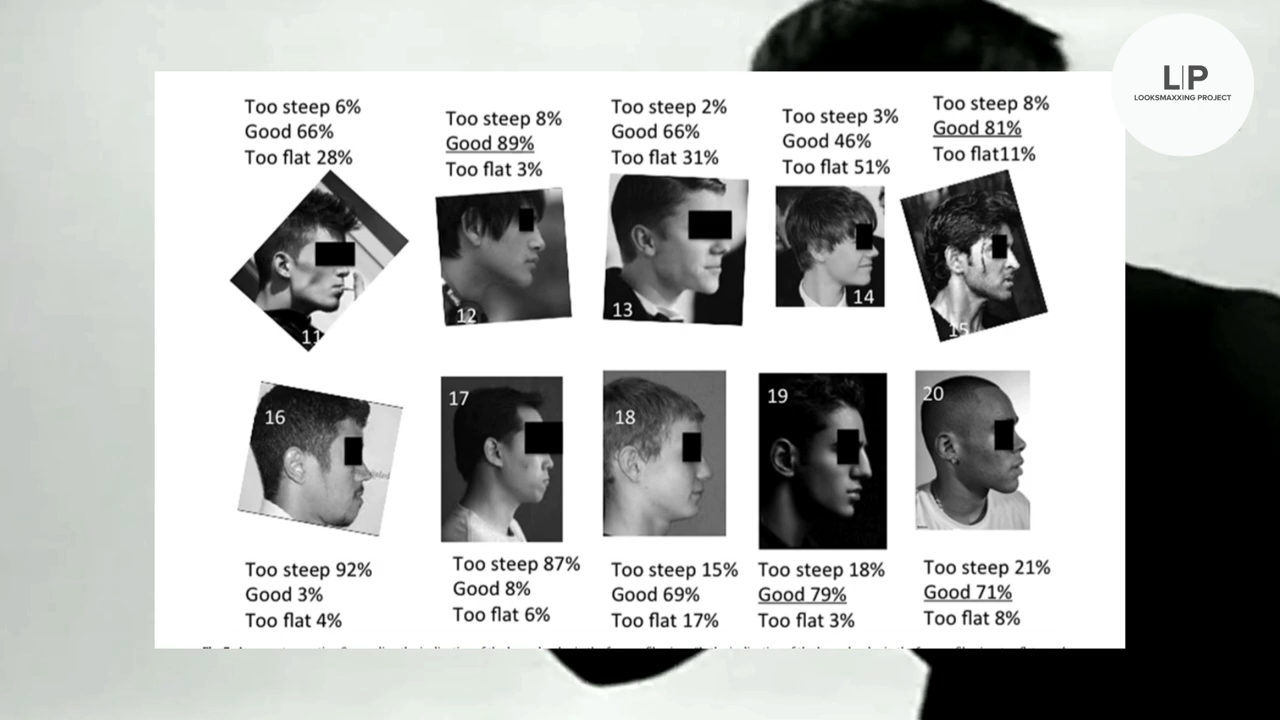 L|P
LOOKSMAXXING PROJECT
Too steep 6%
Good 66%
Too flat 28%
Too steep 8%
Good 89%
Too flat 3%
Too steep 2%
Good 66%
Too flat 31%
Too steep 3%
Good 46%
Too flat 51%
Too steep 8%
Good 81%
Too flat11%
11
12
13
14
15
16
17
18
19
20
Too steep 92%
Good 3%
Too flat 4%
Too steep 87%
Good 8%
Too flat 6%
Too steep 15%
Good 69%
Too flat 17%
Too steep 18%
Good 79%
Too flat 3%
Too steep 21%
Good 71%
Too flat 8%